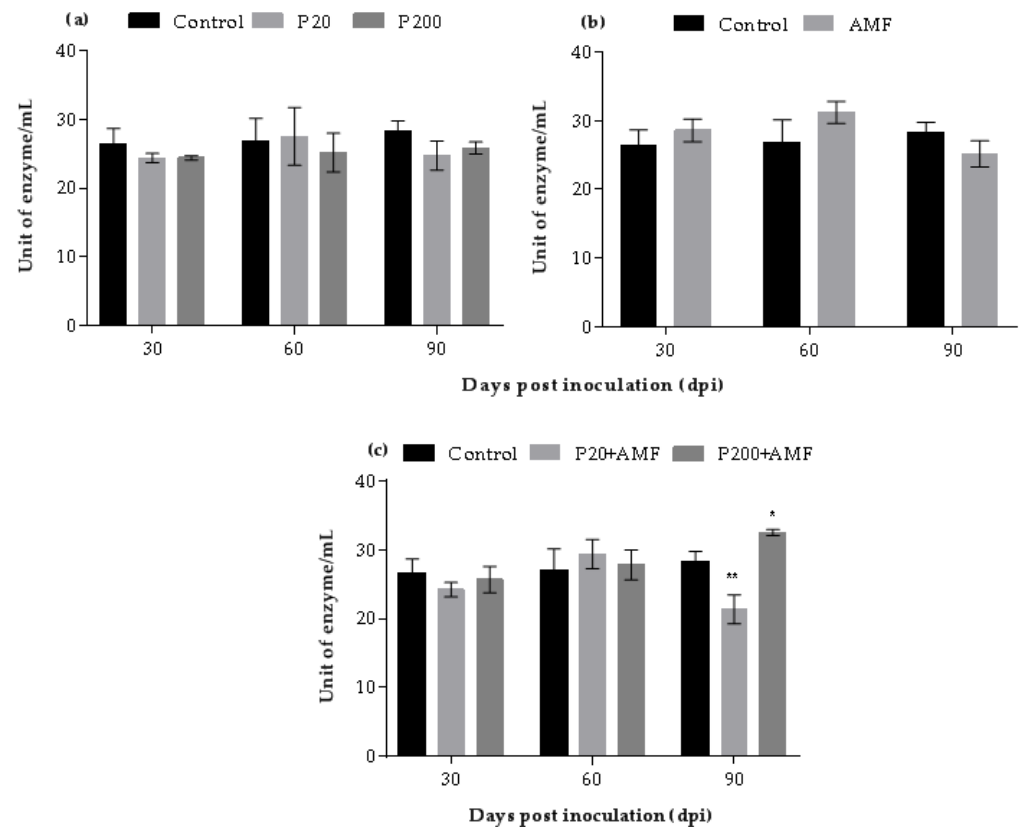 (a) Control P20 P200
Unit of enzyme/mL
40
30
20
10
0
30 60 90
(b) Control AMF
Unit of enzyme/mL
40
30
20
10
0
30 60 90
Days post inoculation (dpi)
(c) Control P20+AMF P200+AMF
Unit of enzyme/mL
40
30
20
10
0
*
**
30 60 90
Days post inoculation (dpi)